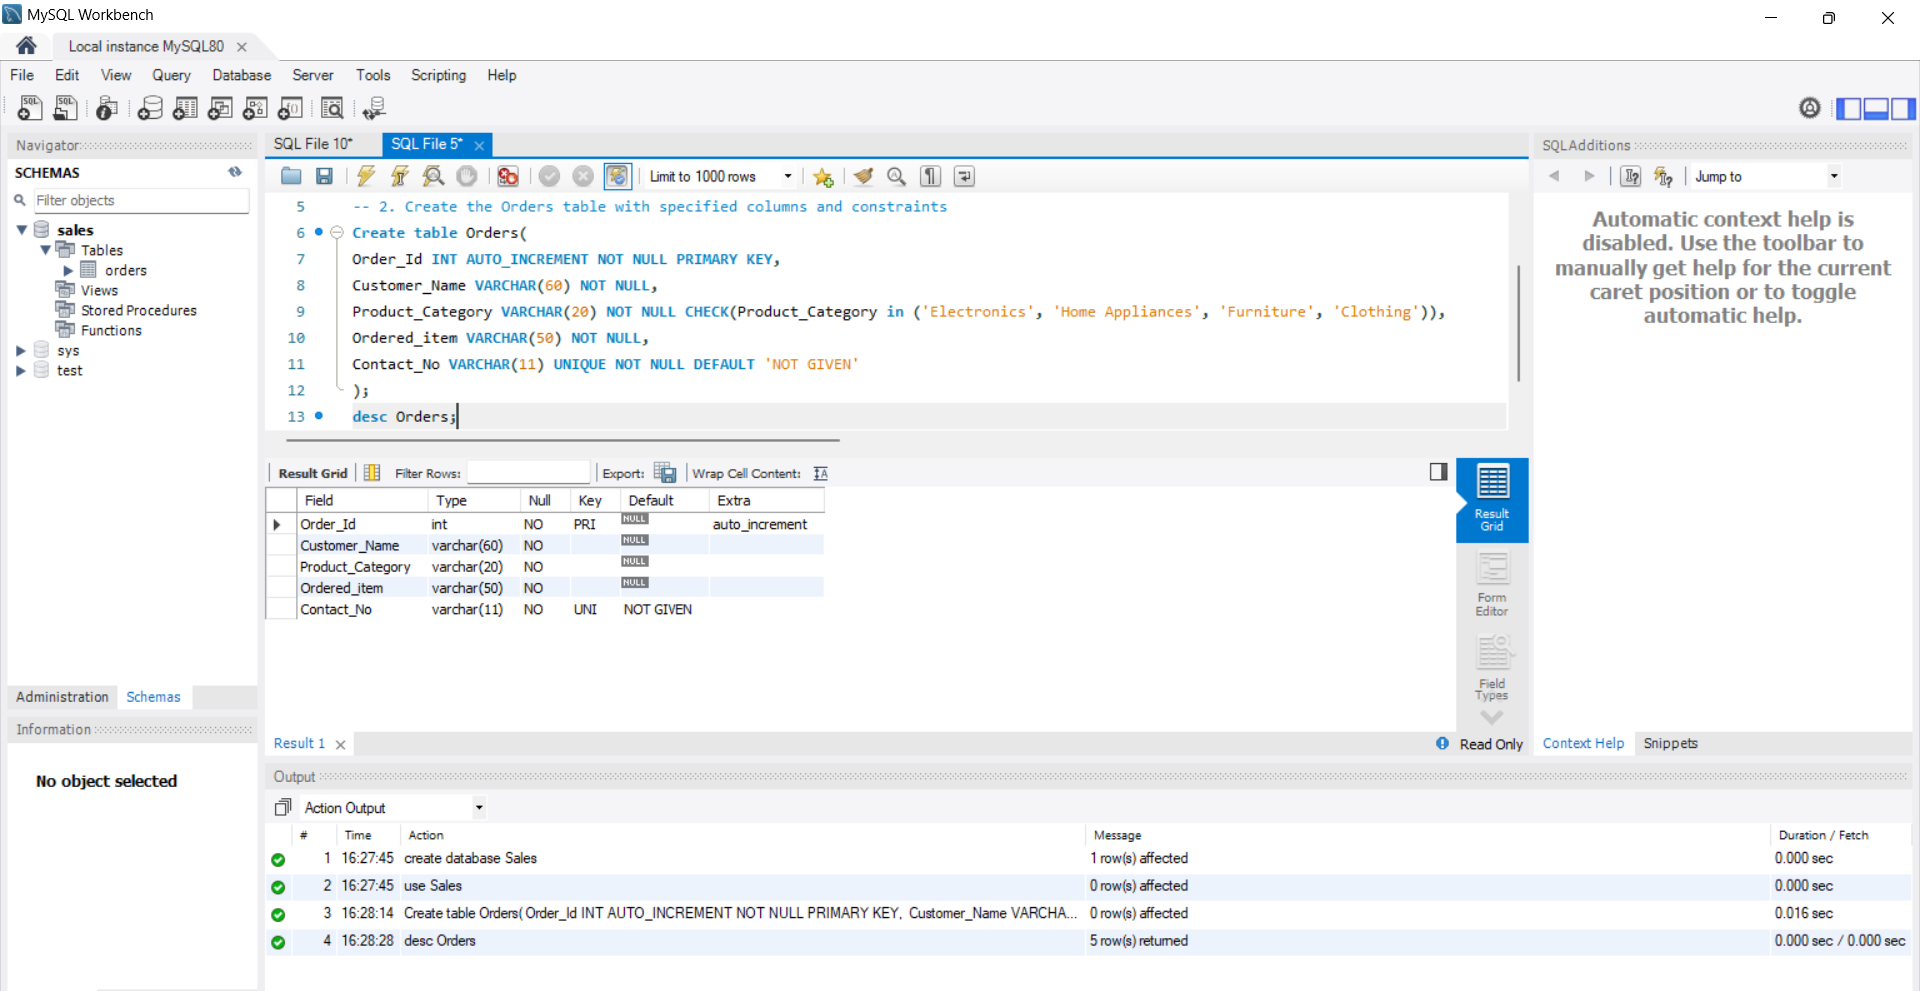 MySQL Workbench
Local instance MySQL80
File Edit View Query Database Server Tools Scripting Help
Navigator
SCHEMAS
Filter objects
sales
Tables
orders
Views
Stored Procedures
Functions
sys
test
Administration Schemas
Information
No object selected
SQL File 10* SQL File 5*
Limit to 1000 rows
5 -- 2. Create the Orders table with specified columns and constraints
6 Create table Orders(
7 Order_Id INT AUTO_INCREMENT NOT NULL PRIMARY KEY,
8 Customer_Name VARCHAR(60) NOT NULL,
9 Product_Category VARCHAR(20) NOT NULL CHECK(Product_Category in ('Electronics', 'Home Appliances', 'Furniture', 'Clothing')),
10 Ordered_item VARCHAR(50) NOT NULL,
11 Contact_No VARCHAR(11) UNIQUE NOT NULL DEFAULT 'NOT GIVEN'
12 );
13 desc Orders;
Result Grid Filter Rows: Export: Wrap Cell Content:
Field Type Null Key Default Extra
Order_Id int NO PRI NULL auto_increment
Customer_Name varchar(60) NO NULL
Product_Category varchar(20) NO NULL
Ordered_item varchar(50) NO NULL
Contact_No varchar(11) NO UNI NOT GIVEN
Result
Grid
Form
Editor
Field
Types
Result 1 Read Only
SQLAdditions
Jump to
Automatic context help is
disabled. Use the toolbar to
manually get help for the current
caret position or to toggle
automatic help.
Context Help Snippets
Output
Action Output
# Time Action Message Duration / Fetch
1 16:27:45 create database Sales 1 row(s) affected 0.000 sec
2 16:27:45 use Sales 0 row(s) affected 0.000 sec
3 16:28:14 Create table Orders( Order_Id INT AUTO_INCREMENT NOT NULL PRIMARY KEY, Customer_Name VARCHA... 0 row(s) affected 0.016 sec
4 16:28:28 desc Orders 5 row(s) returned 0.000 sec / 0.000 sec